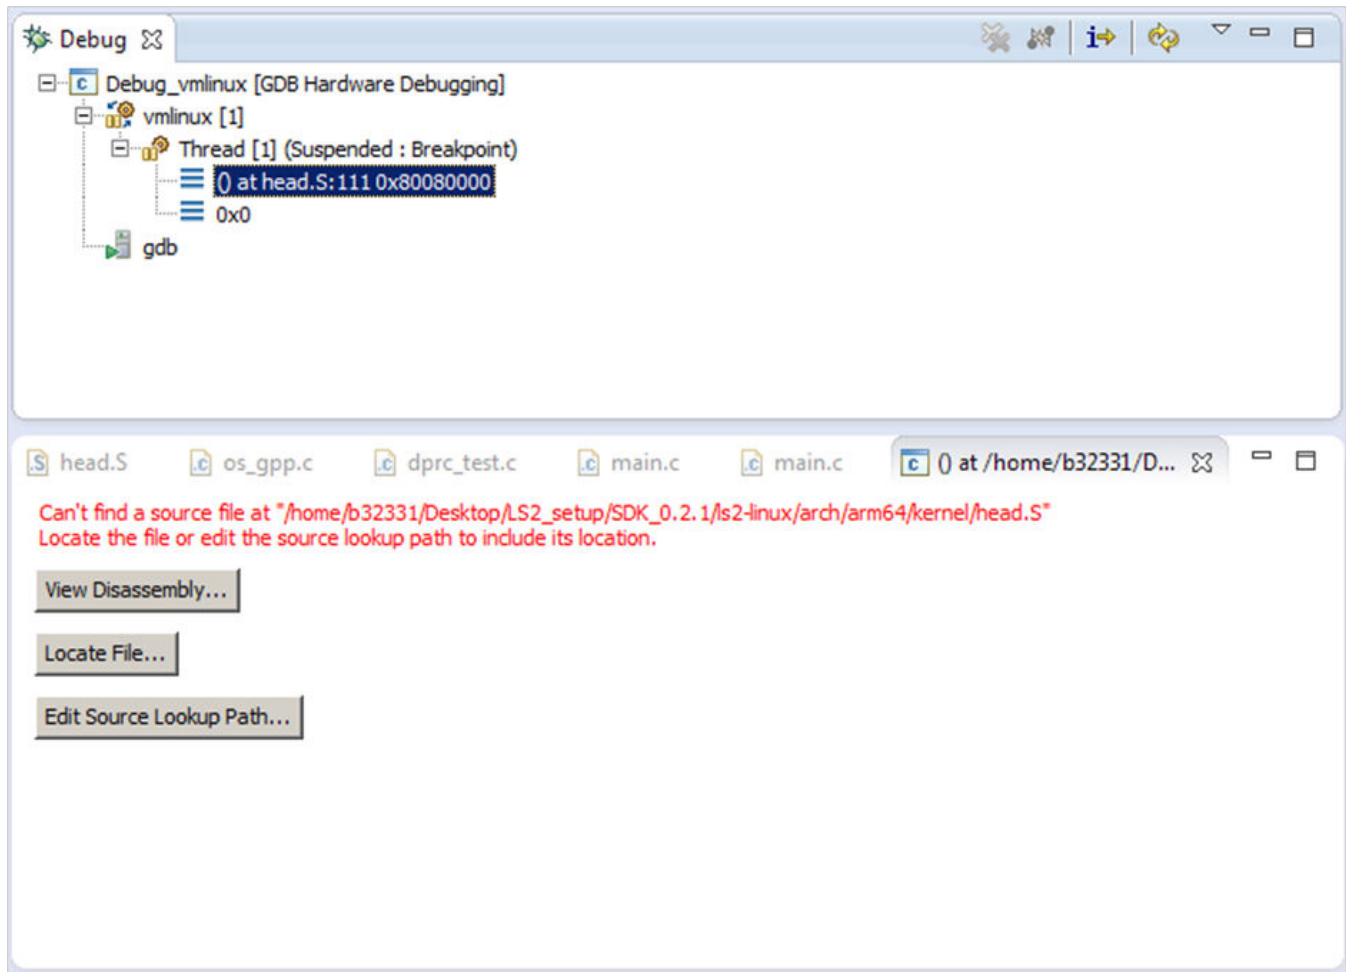 Debug
Debug_vmlinux [GDB Hardware Debugging]
vmlinux [1]
Thread [1] (Suspended : Breakpoint)
() at head.S:111 0x80080000
0x0
gdb
head.S os_gpp.c dprc_test.c main.c main.c () at /home/b32331/D...
Can't find a source file at "/home/b32331/Desktop/LS2_setup/SDK_0.2.1/ls2-linux/arch/arm64/kernel/head.S"
Locate the file or edit the source lookup path to include its location.
View Disassembly...
Locate File...
Edit Source Lookup Path...